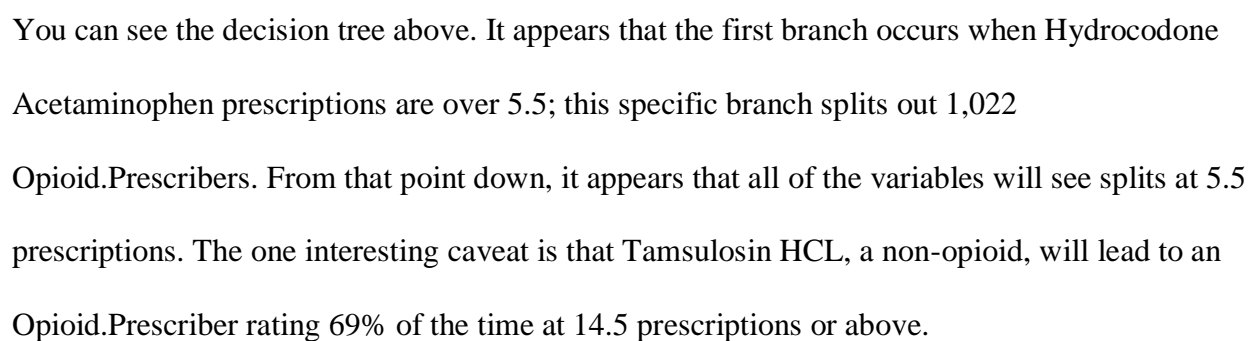 You can see the decision tree above. It appears that the first branch occurs when Hydrocodone
Acetaminophen prescriptions are over 5.5; this specific branch splits out 1,022
Opioid.Prescribers. From that point down, it appears that all of the variables will see splits at 5.5
prescriptions. The one interesting caveat is that Tamsulosin HCL, a non-opioid, will lead to an
Opioid.Prescriber rating 69% of the time at 14.5 prescriptions or above.